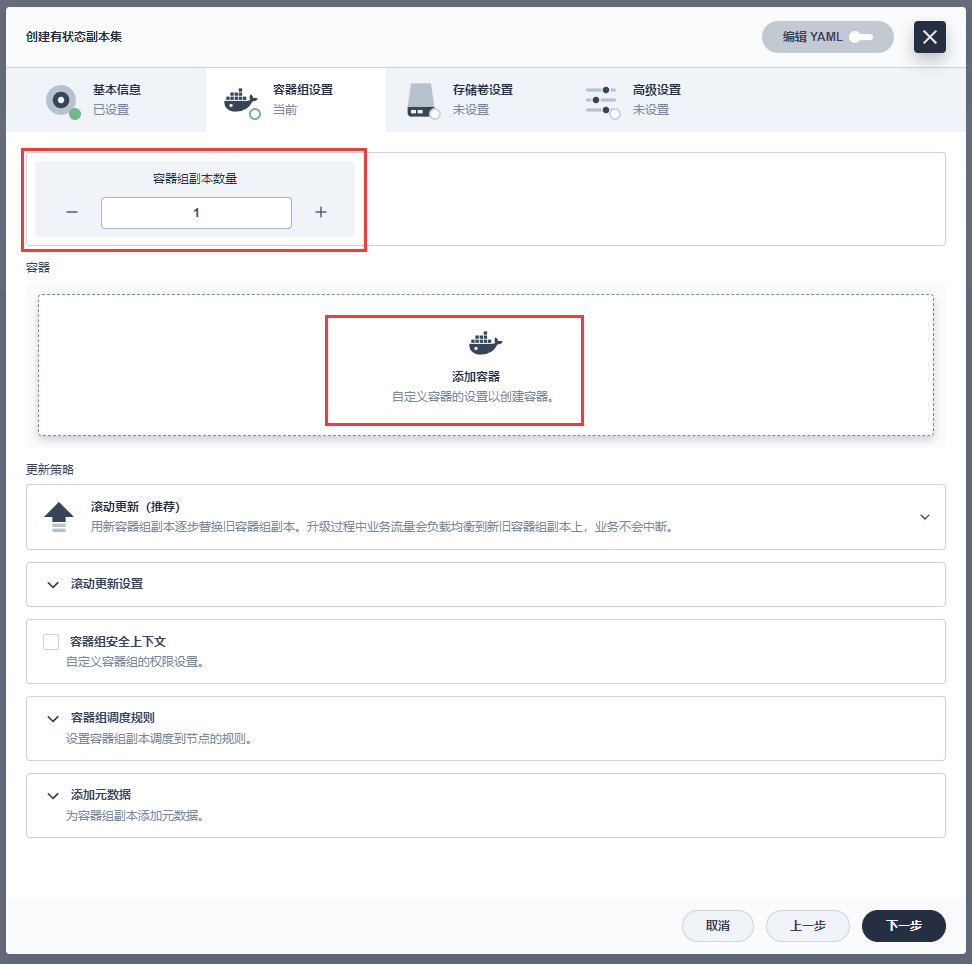 创建有状态副本集
编辑 YAML
基本信息
已设置
容器组设置
当前
存储卷设置
未设置
高级设置
未设置
容器组副本数量
1
容器
添加容器
自定义容器的设置以创建容器。
更新策略
滚动更新（推荐）
用新容器组副本逐步替换旧容器组副本。升级过程中业务流量会负载均衡到新旧容器组副本上，业务不会中断。
滚动更新设置
容器组安全上下文
自定义容器组的权限设置。
容器组调度规则
设置容器组副本调度到节点的规则。
添加元数据
为容器组副本添加元数据。
取消
上一步
下一步